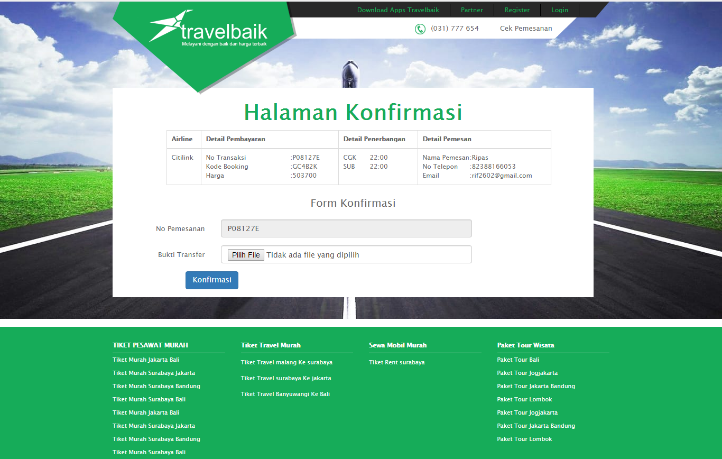 Download Apps Travelbaik Partner Register Login
travelbaik
Melayani dengan baik dan harga terbaik
(031) 777 654 Cek Pemesanan
Halaman Konfirmasi
Airline Detail Pembayaran Detail Penerbangan Detail Pemesan
Citilink No Transaksi :P08127E CGK 22:00 Nama Pemesan:Ripas
Kode Booking :GC4B2K SUB 22:00 No Telepon :82388166053
Harga :503700 Email :rif2602@gmail.com
Form Konfirmasi
No Pemesanan P08127E
Bukti Transfer Pilih File Tidak ada file yang dipilih
Konfirmasi
TIKET PESAWAT MURAH Tiket Travel Murah Sewa Mobil Murah Paket Tour Wisata
Tiket Murah Jakarta Bali Tiket Travel malang Ke surabaya Tiket Rent surabaya Paket Tour Bali
Tiket Murah Surabaya Jakarta Tiket Travel surabaya Ke jakarta Paket Tour Jogjakarta
Tiket Murah Surabaya Bandung Tiket Travel Banyuwangi Ke Bali Paket Tour Jakarta Bandung
Tiket Murah Surabaya Bali Paket Tour Lombok
Tiket Murah Jakarta Bali Paket Tour Jogjakarta
Tiket Murah Surabaya Jakarta Paket Tour Jakarta Bandung
Tiket Murah Surabaya Bandung Paket Tour Lombok
Tiket Murah Surabaya Bali